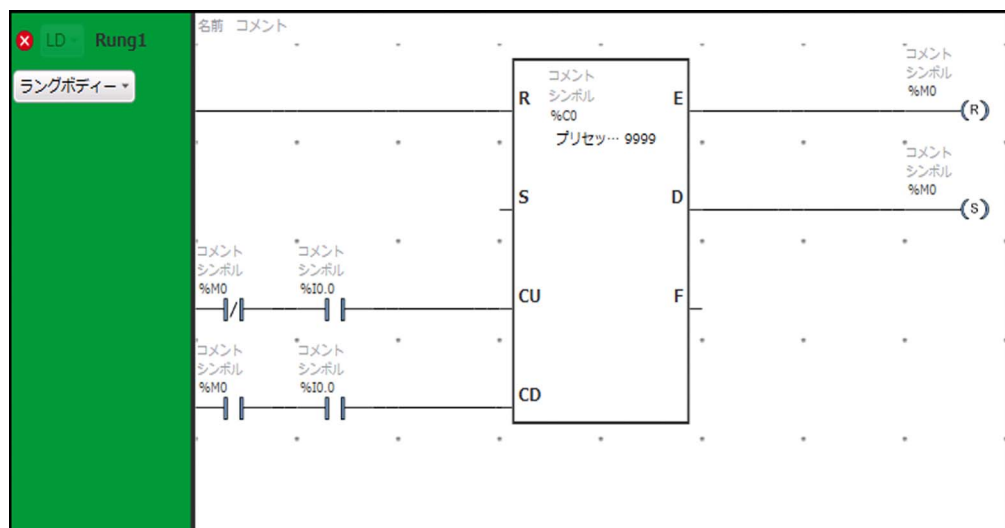 LD Rung1
ラングボディー
名前 コメント
コメント
シンボル
%C0
プリセッ… 9999
R
E
S
D
CU
F
CD
コメント
シンボル
%M0
(R)
コメント
シンボル
%M0
(S)
コメント
シンボル
%M0
コメント
シンボル
%I0.0
コメント
シンボル
%M0
コメント
シンボル
%I0.0